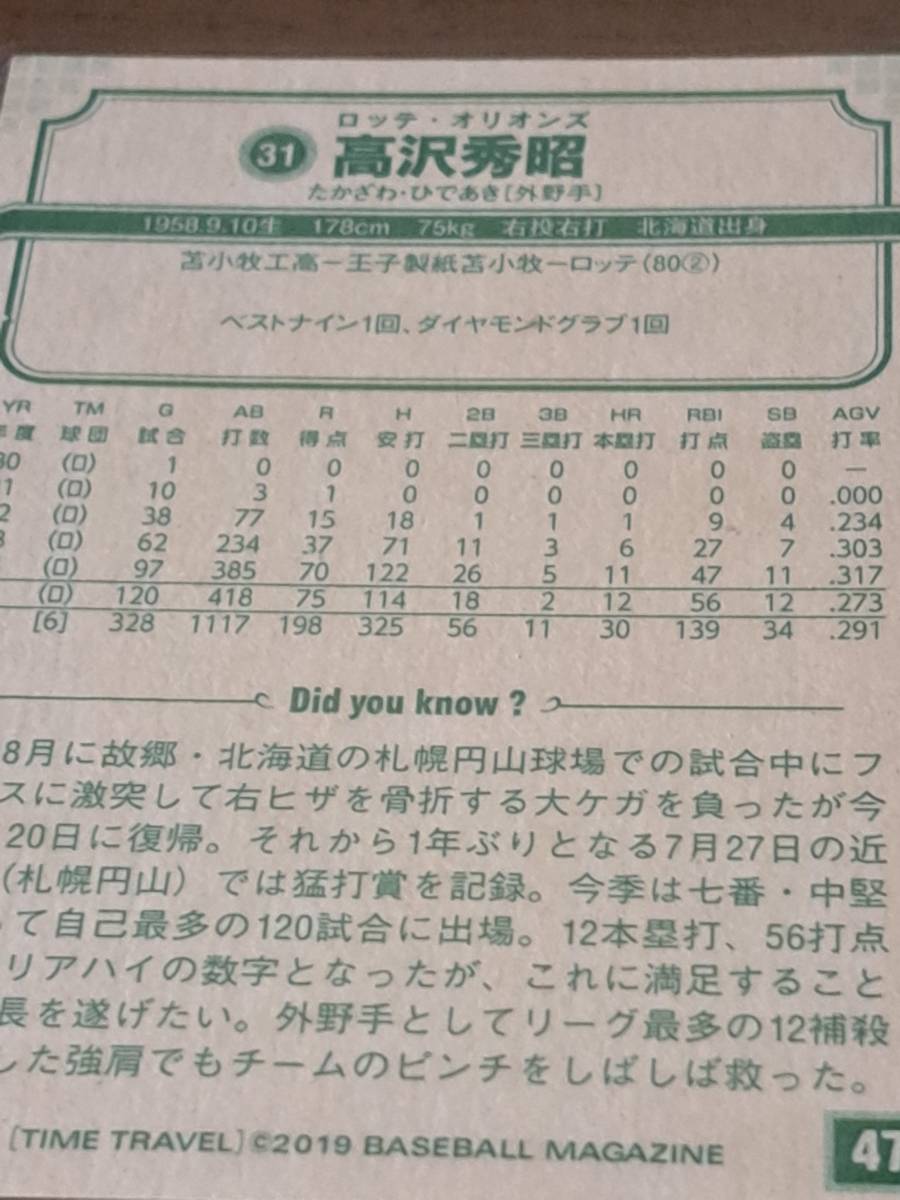 ロッテ・オリオンズ
31 高沢秀昭
たかざわ・ひであき[外野手]
1958.9.10生 178cm 75kg 右投右打 北海道出身
苫小牧工高－王子製紙苫小牧－ロッテ(80②)
ベストナイン1回、ダイヤモンドグラブ1回
YR TM G AB R H 2B 3B HR RBI SB AGV
年度 球団 試合 打数 得点 安打 二塁打 三塁打 本塁打 打点 盗塁 打率
80 (ロ) 1 0 0 0 0 0 0 0 0 —
1 (ロ) 10 3 1 0 0 0 0 0 0 .000
2 (ロ) 38 77 15 18 1 1 1 9 4 .234
3 (ロ) 62 234 37 71 11 3 6 27 7 .303
(ロ) 97 385 70 122 26 5 11 47 11 .317
(ロ) 120 418 75 114 18 2 12 56 12 .273
[6] 328 1117 198 325 56 11 30 139 34 .291
Did you know ?
8月に故郷・北海道の札幌円山球場での試合中にフ
スに激突して右ヒザを骨折する大ケガを負ったが今
20日に復帰。それから1年ぶりとなる7月27日の近
(札幌円山）では猛打賞を記録。今季は七番・中堅
て自己最多の120試合に出場。12本塁打、56打点
リアハイの数字となったが、これに満足すること
長を遂げたい。外野手としてリーグ最多の12補殺
した強肩でもチームのピンチをしばしば救った。
[TIME TRAVEL]©2019 BASEBALL MAGAZINE
47